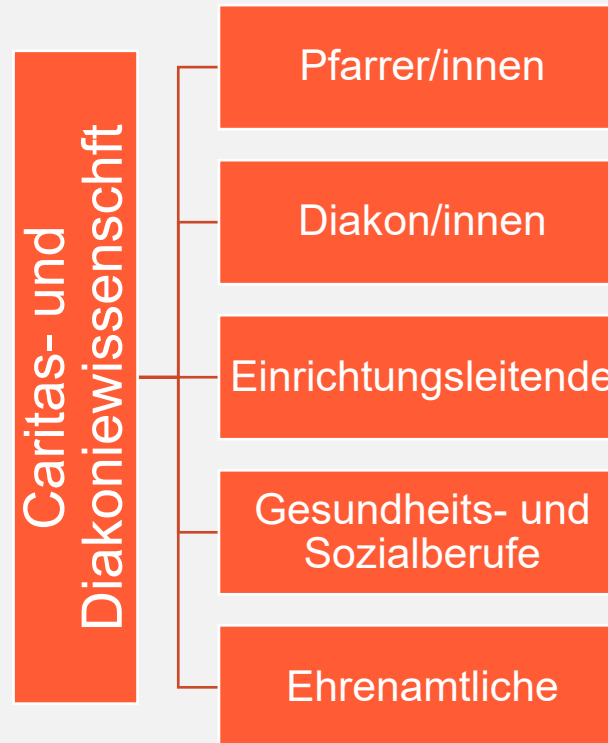 Caritas- und
Diakoniewissenschft
Pfarrer/innen
Diakon/innen
Einrichtungsleitende
Gesundheits- und
Sozialberufe
Ehrenamtliche